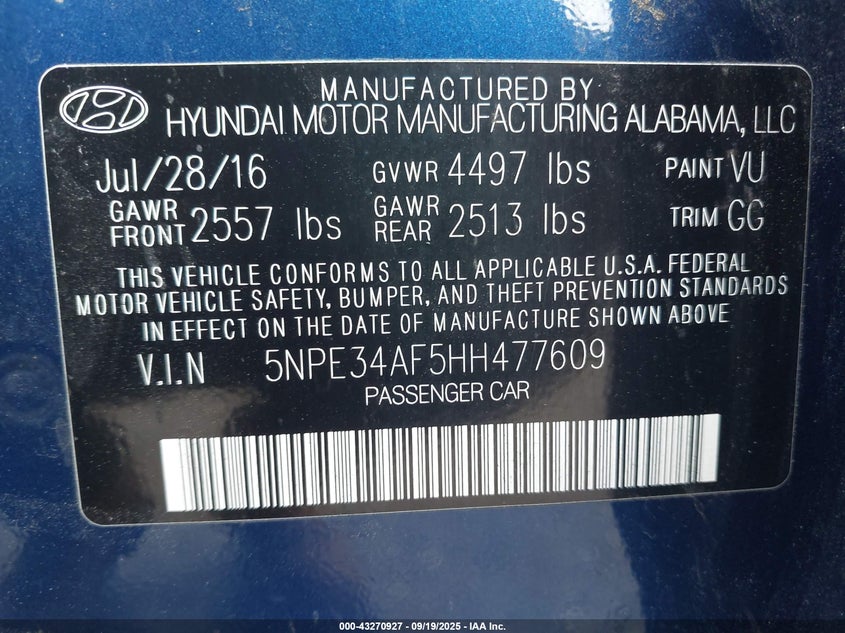 MANUFACTURED BY
HYUNDAI MOTOR MANUFACTURING ALABAMA, LLC
Jul/28/16 GVWR 4497 lbs PAINT VU
GAWR FRONT 2557 lbs GAWR REAR 2513 lbs TRIM GG
THIS VEHICLE CONFORMS TO ALL APPLICABLE U.S.A. FEDERAL
MOTOR VEHICLE SAFETY, BUMPER, AND THEFT PREVENTION STANDARDS
IN EFFECT ON THE DATE OF MANUFACTURE SHOWN ABOVE
V.I.N 5NPE34AF5HH477609
PASSENGER CAR
000-43270927 - 09/19/2025 - IAA Inc.